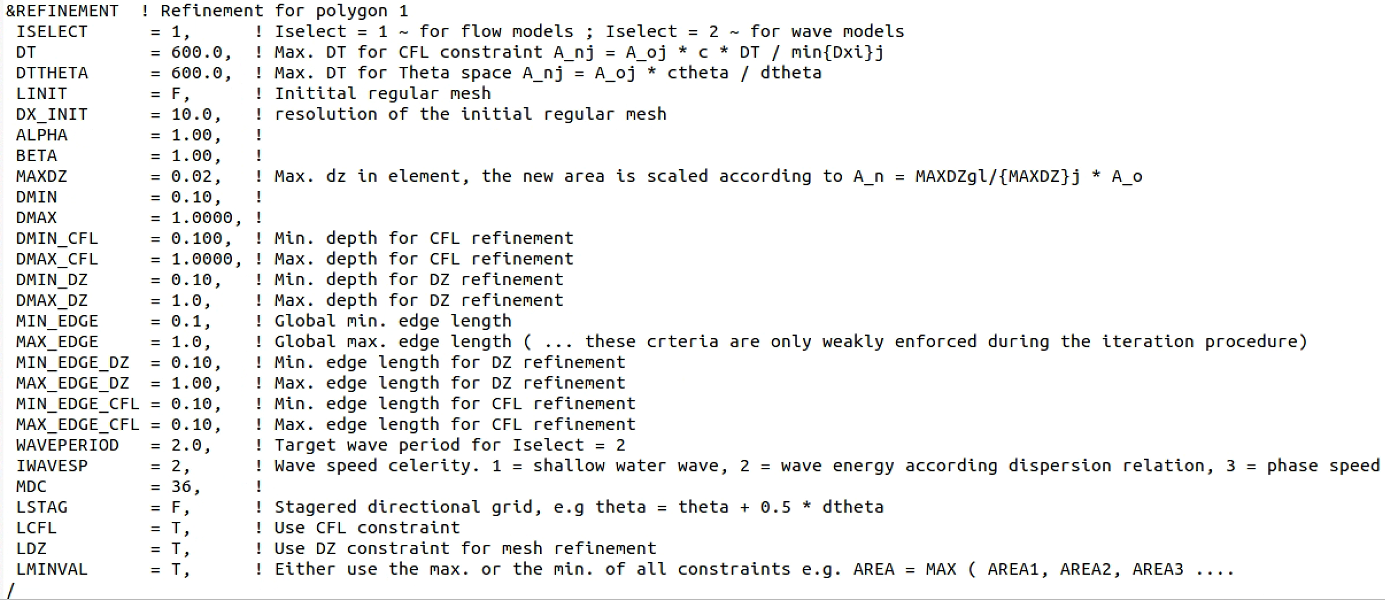 &REFINEMENT  ! Refinement for polygon 1
 ISELECT      = 1,      ! Iselect = 1 ~ for flow models ; Iselect = 2 ~ for wave models
 DT           = 600.0,  ! Max. DT for CFL constraint A_nj = A_oj * c * DT / min{Dxi}j
 DTTHETA      = 600.0,  ! Max. DT for Theta space A_nj = A_oj * ctheta / dtheta
 LINIT        = F,      ! Initital regular mesh
 DX_INIT      = 10.0,   ! resolution of the initial regular mesh
 ALPHA        = 1.00,   !
 BETA         = 1.00,   !
 MAXDZ        = 0.02,   ! Max. dz in element, the new area is scaled according to A_n = MAXDZgl/{MAXDZ}j * A_o
 DMIN         = 0.10,   !
 DMAX         = 1.0000, !
 DMIN_CFL     = 0.100,  ! Min. depth for CFL refinement
 DMAX_CFL     = 1.0000, ! Max. depth for CFL refinement
 DMIN_DZ      = 0.10,   ! Min. depth for DZ refinement
 DMAX_DZ      = 1.0,    ! Max. depth for DZ refinement
 MIN_EDGE     = 0.1,    ! Global min. edge length
 MAX_EDGE     = 1.0,    ! Global max. edge length ( ... these crteria are only weakly enforced during the iteration procedure)
 MIN_EDGE_DZ  = 0.10,   ! Min. edge length for DZ refinement
 MAX_EDGE_DZ  = 1.00,   ! Max. edge length for DZ refinement
 MIN_EDGE_CFL = 0.10,   ! Min. edge length for CFL refinement
 MAX_EDGE_CFL = 0.10,   ! Max. edge length for CFL refinement
 WAVEPERIOD   = 2.0,    ! Target wave period for Iselect = 2
 IWAVESP      = 2,      ! Wave speed celerity. 1 = shallow water wave, 2 = wave energy according dispersion relation, 3 = phase speed
 MDC          = 36,     !
 LSTAG        = F,      ! Stagered directional grid, e.g theta = theta + 0.5 * dtheta
 LCFL         = T,      ! Use CFL constraint
 LDZ          = T,      ! Use DZ constraint for mesh refinement
 LMINVAL      = T,      ! Either use the max. or the min. of all constraints e.g. AREA = MAX ( AREA1, AREA2, AREA3 ....
/